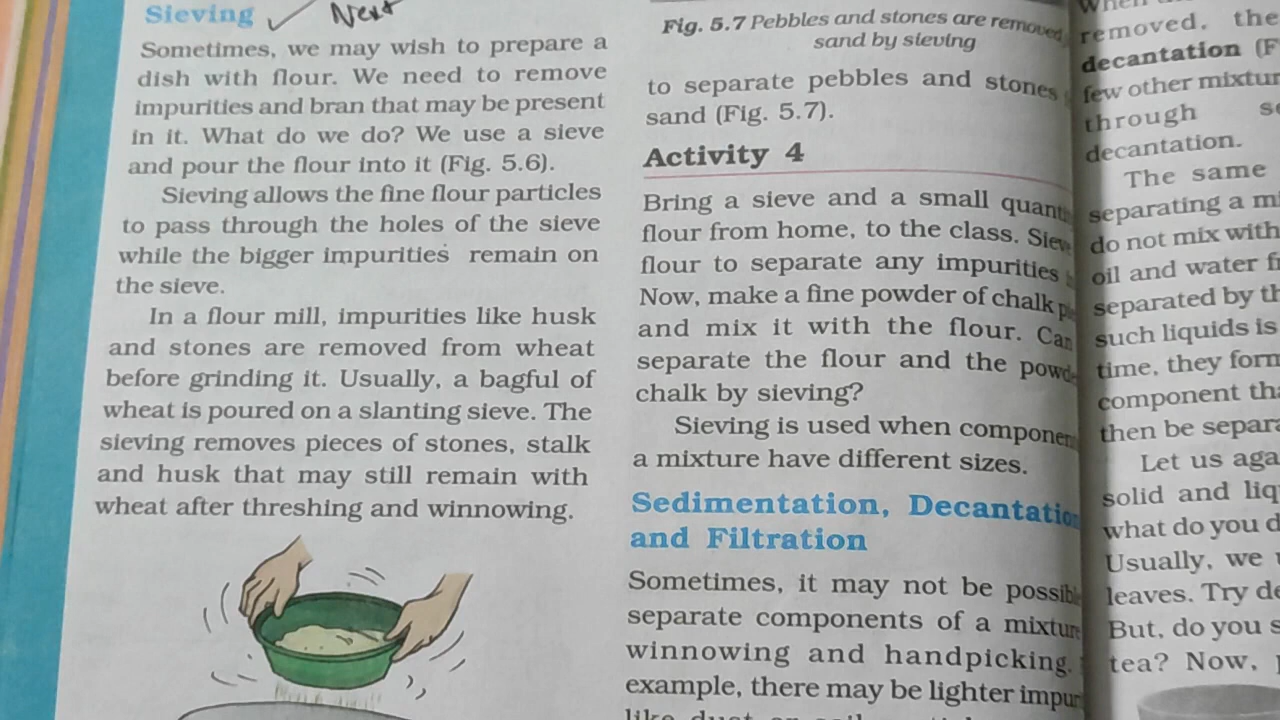 Sieving Next
Sometimes, we may wish to prepare a
dish with flour. We need to remove
impurities and bran that may be present
in it. What do we do? We use a sieve
and pour the flour into it (Fig. 5.6).
Sieving allows the fine flour particles
to pass through the holes of the sieve
while the bigger impurities remain on
the sieve.
In a flour mill, impurities like husk
and stones are removed from wheat
before grinding it. Usually, a bagful of
wheat is poured on a slanting sieve. The
sieving removes pieces of stones, stalk
and husk that may still remain with
wheat after threshing and winnowing.
Fig. 5.7 Pebbles and stones are removed
sand by sieving
to separate pebbles and stones
sand (Fig. 5.7).
Activity 4
Bring a sieve and a small
flour from home, to the class.
flour to separate any impurities
Now, make a fine powder of chalk
and mix it with the flour. Can
separate the flour and the
chalk by sieving?
Sieving is used when
a mixture have different sizes.
Sedimentation, Decantation
and Filtration
Sometimes, it may not be
separate components of a mixture
winnowing and handpicking.
example, there may be lighter
like dust or soil
removed, the
decantation
few other
through
decantation.
The same
separating a
do not mix with
oil and water
separated by
such liquids is
time, they form
component
then be
Let us
solid and
what do you
Usually, we
leaves. Try
But, do you
tea? Now,